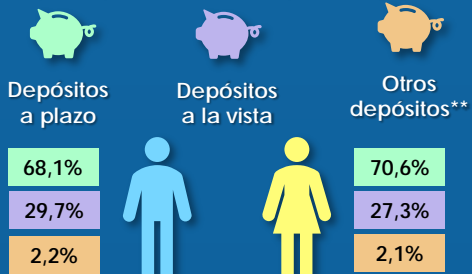 Depósitos
a plazo
Depósitos
a la vista
Otros
depósitos**
68,1%
29,7%
2,2%
70,6%
27,3%
2,1%